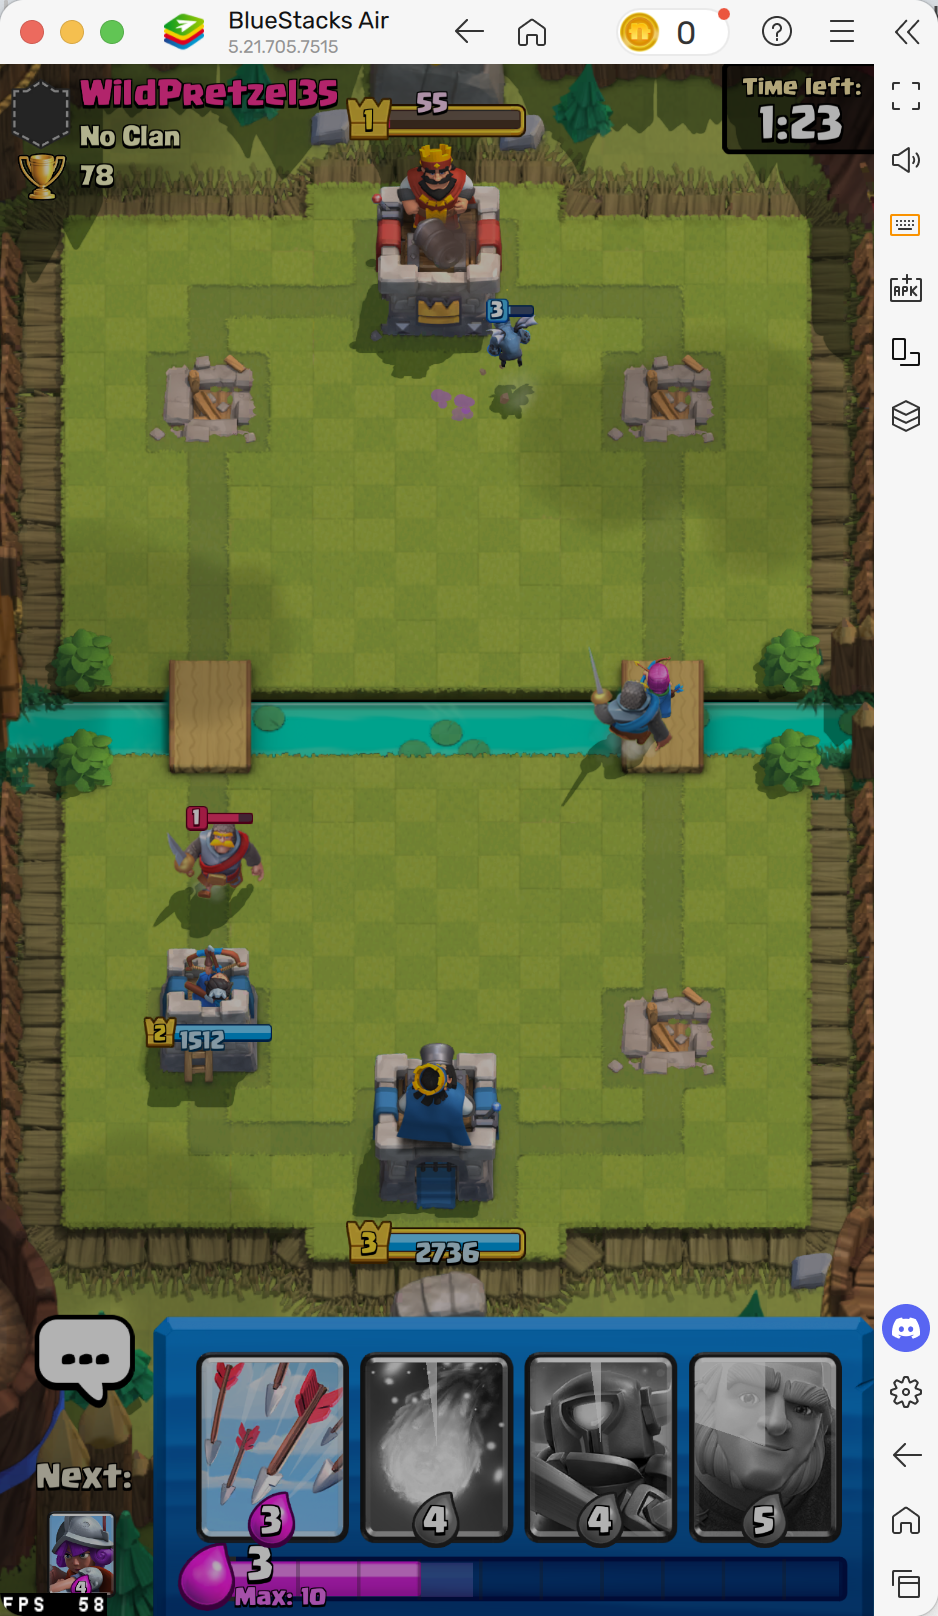 BlueStacks Air
5.21.705.7515
0
WildPretzel35
No Clan
78
55
1
Time left:
1:23
APK
3
1
2
1512
3
2736
Next:
4
3
4
4
5
3
Max: 10
FPS 58